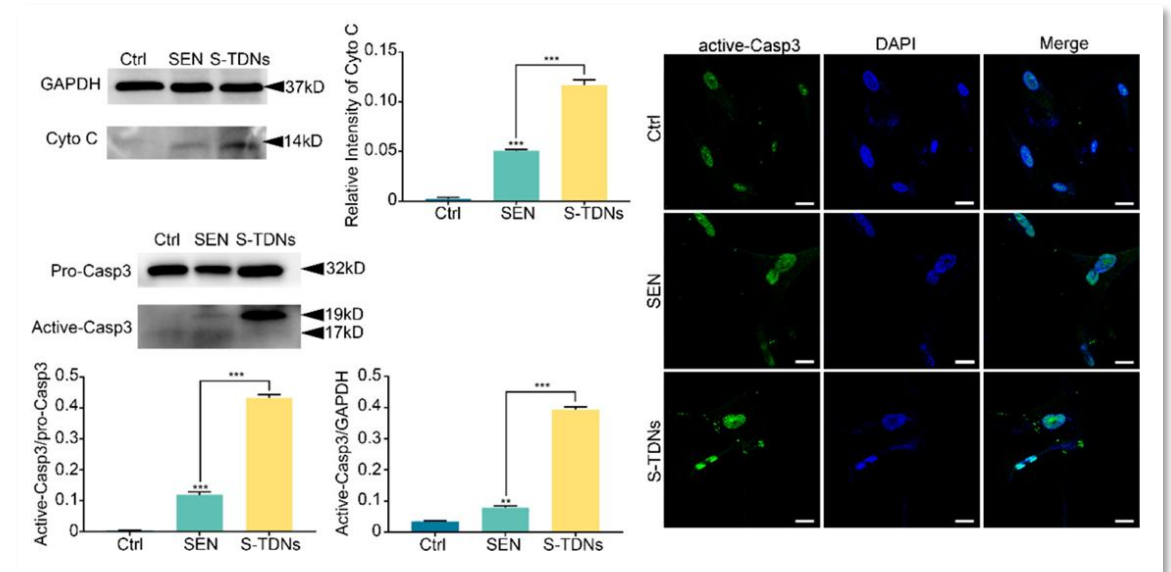 Ctrl SEN S-TDNs
GAPDH
37kD
Cyto C
14kD
Relative Intensity of Cyto C
0.15
0.10
0.05
0
***
***
Ctrl SEN S-TDNs
Ctrl SEN S-TDNs
Pro-Casp3
32kD
Active-Casp3
19kD
17kD
Active-Casp3/pro-Casp3
0.5
0.4
0.3
0.2
0.1
0
***
***
Ctrl SEN S-TDNs
Active-Casp3/GAPDH
0.5
0.4
0.3
0.2
0.1
0
***
**
Ctrl SEN S-TDNs
active-Casp3 DAPI Merge
Ctrl
SEN
S-TDNs